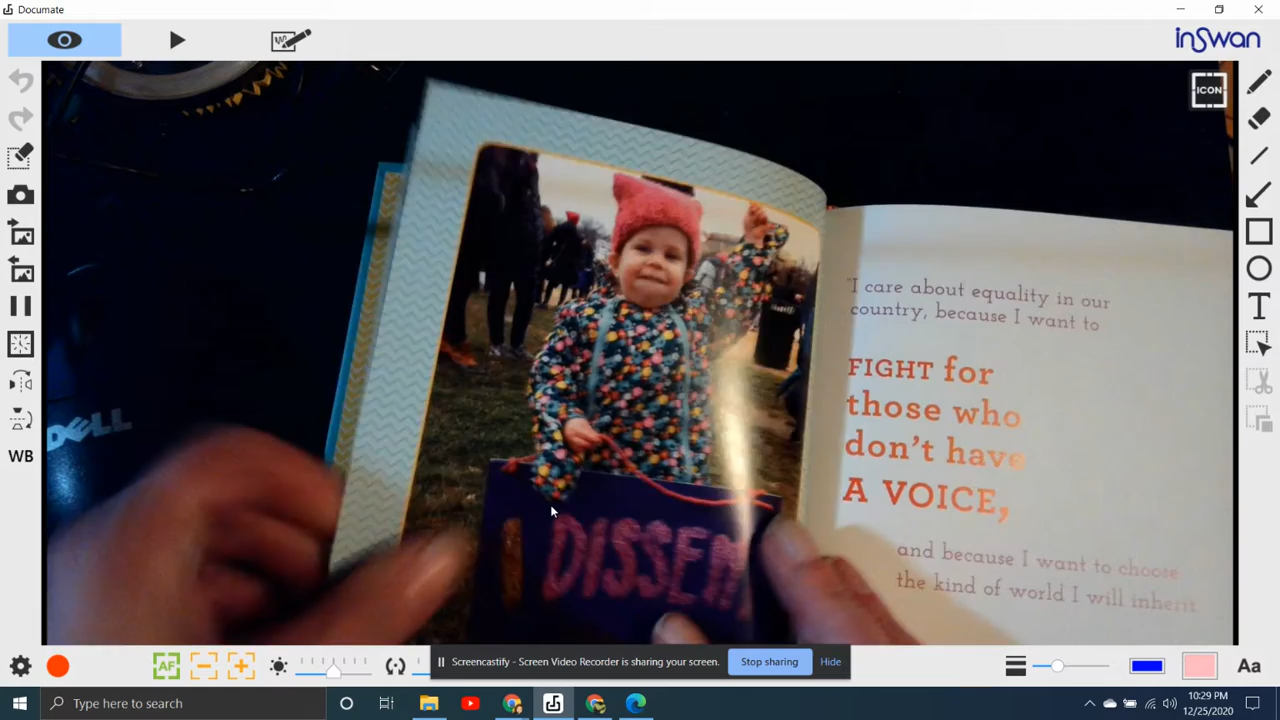 Documate
inSwan
ICON
DELL
"I care about equality in our
country, because I want to
FIGHT for
those who
don't have
A VOICE,
and because I want to choose
the kind of world I will inherit
I DISSEN
WB
AF
Screencastify - Screen Video Recorder is sharing your screen.
Stop sharing
Hide
T
Aa
Type here to search
10:29 PM
12/25/2020